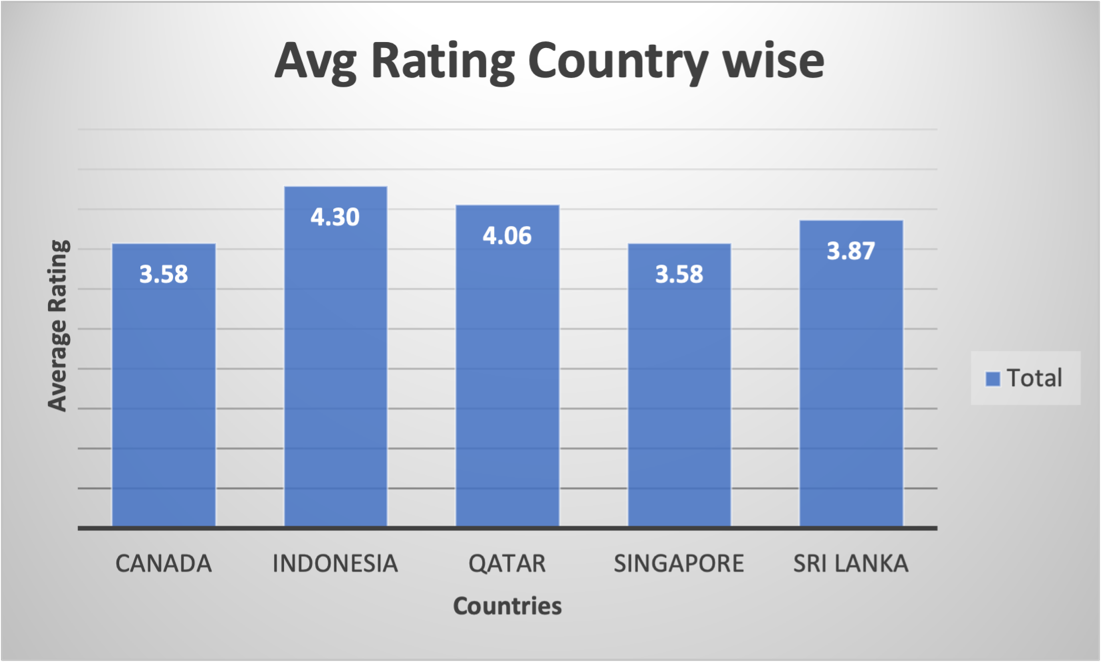 Avg Rating Country wise
Average Rating
3.58
4.30
4.06
3.58
3.87
Total
CANADA
INDONESIA
QATAR
SINGAPORE
SRI LANKA
Countries